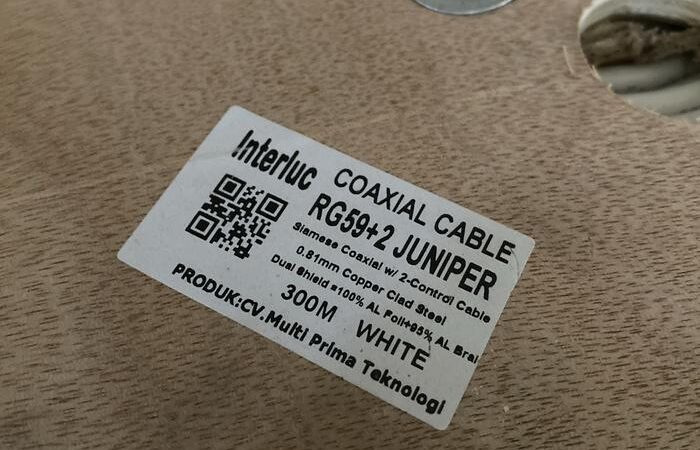 Interluc
COAXIAL CABLE
RG59+2 JUNIPER
Siamese Coaxial w/ 2-Control Cable
0.81mm Copper Clad Steel
Dual Shield =100% AL Foil+95% AL Brai
300M WHITE
PRODUK:CV.Multi Prima Teknologi